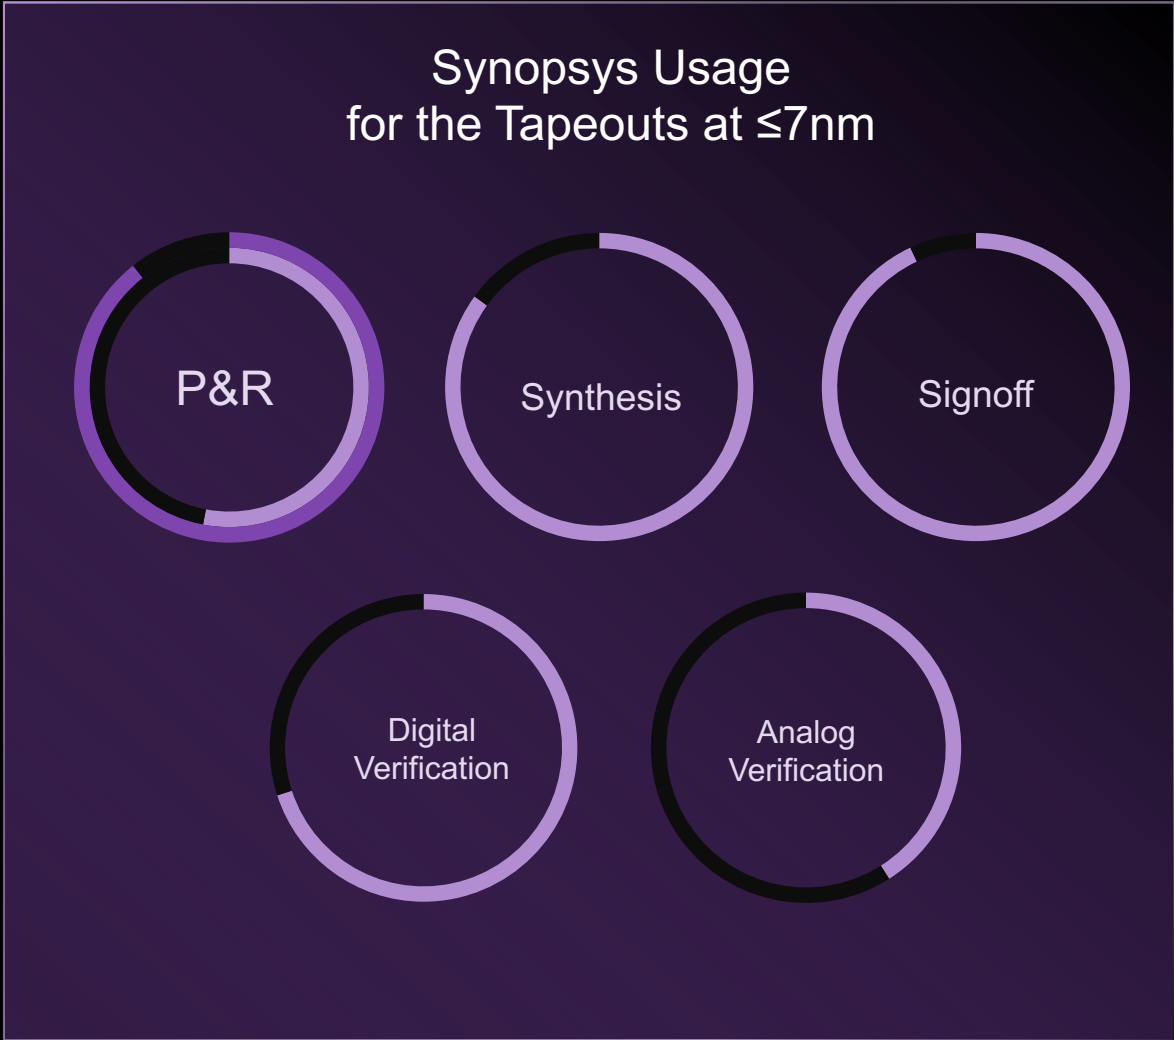 Synopsys Usage
for the Tapeouts at ≤7nm
P&R
Synthesis
Signoff
Digital
Verification
Analog
Verification